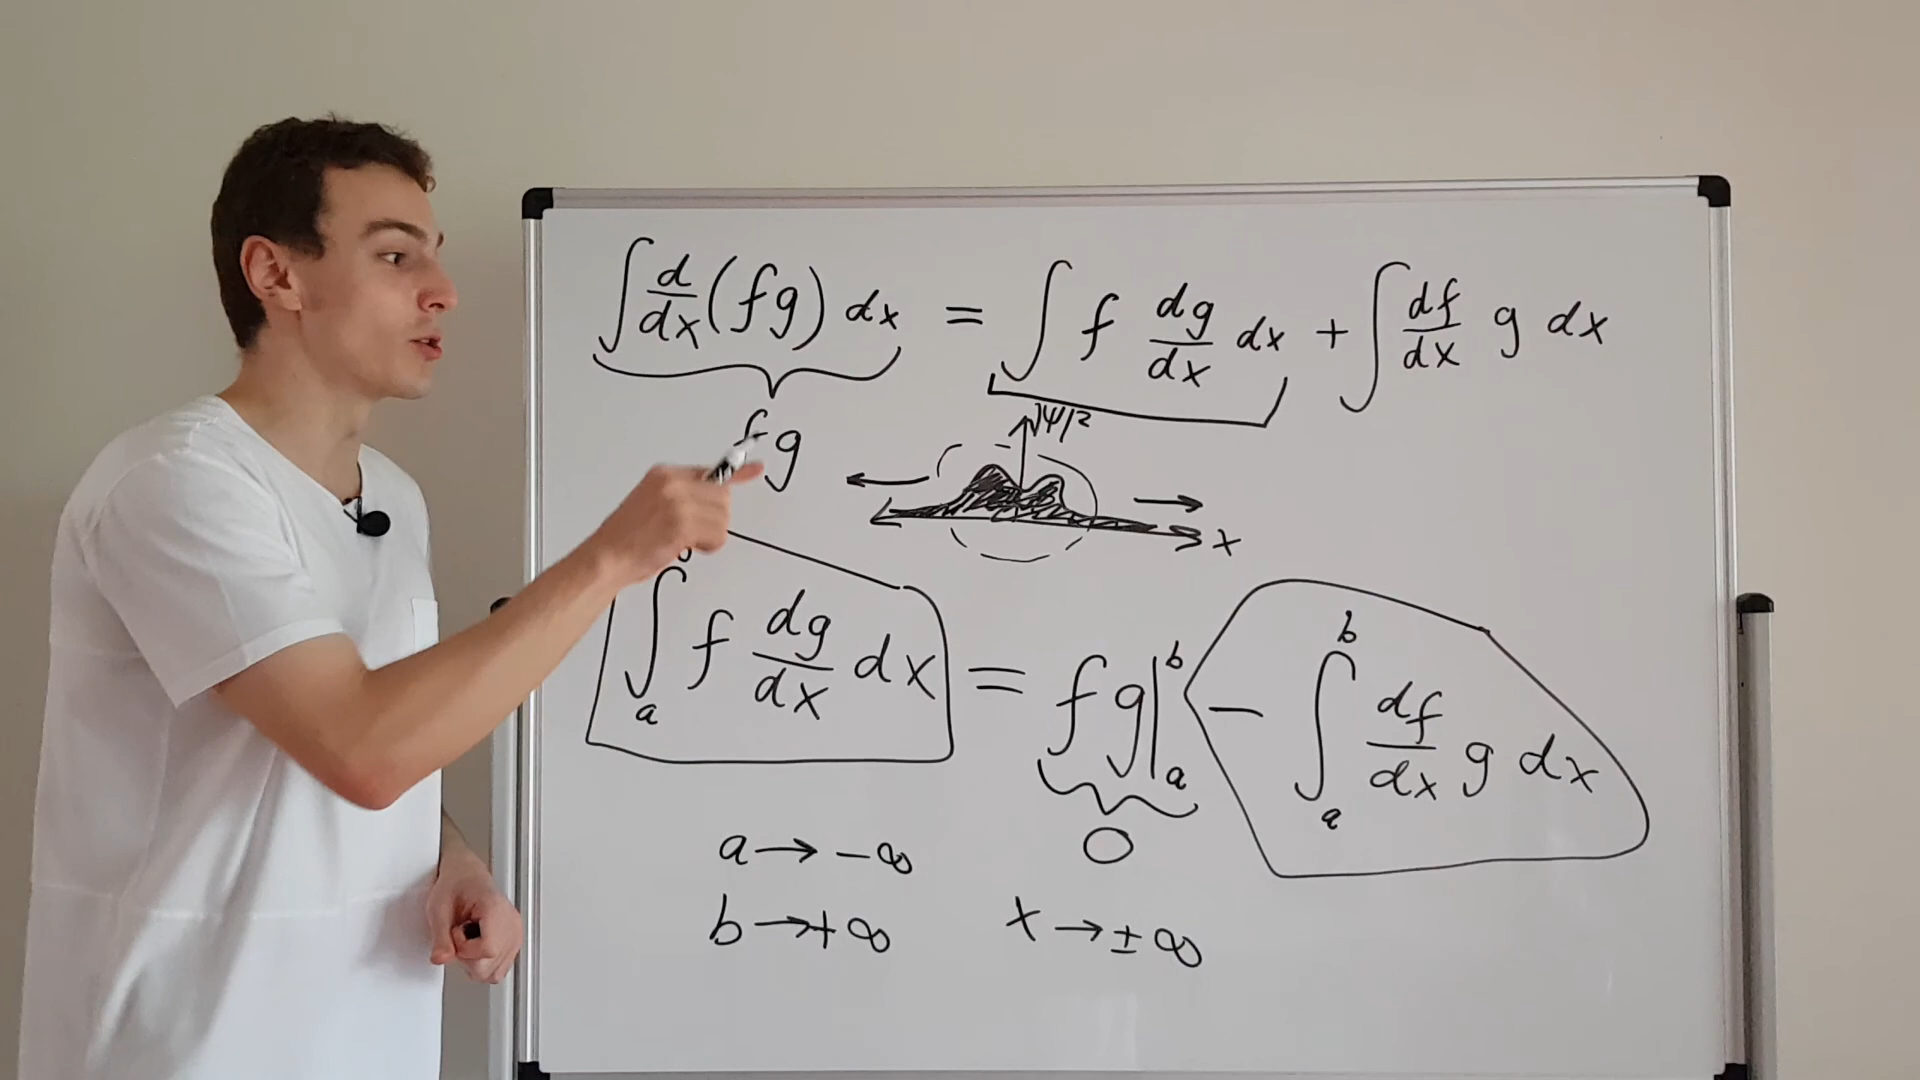 ∫ d/dx (fg) dx = ∫ f dg/dx dx + ∫ df/dx g dx
fg
|ψ|²
x
∫ₐᵇ f dg/dx dx = fg |ₐᵇ − ∫ₐᵇ df/dx g dx
0
a → −∞
b → +∞
x → ±∞